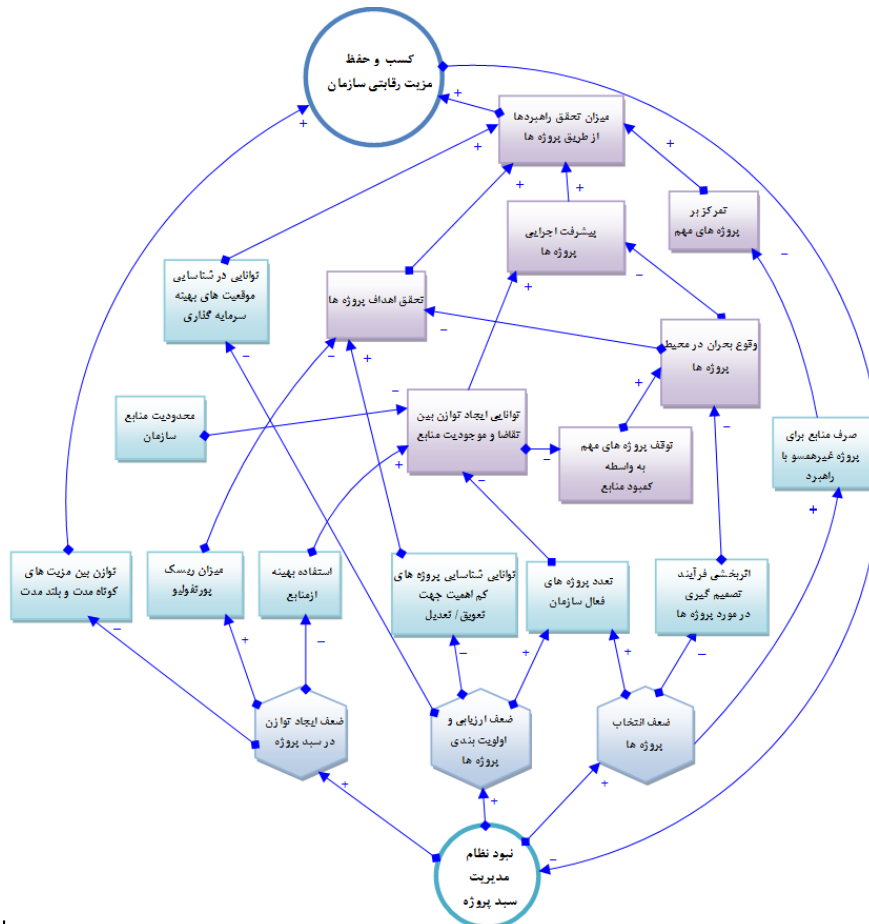 کسب و حفظ
مزیت رقابتی سازمان
میزان تحقق راهبردها
از طریق پروژه ها
تمرکز بر
پروژه های مهم
پیشرفت اجرایی
پروژه ها
توانایی در شناسایی
موقعیت های بهینه
سرمایه گذاری
تحقق اهداف پروژه ها
وقوع بحران در محیط
پروژه ها
محدودیت منابع
سازمان
توانایی ایجاد توازن بین
تقاضا و موجودیت منابع
توقف پروژه های مهم
به واسطه
کمبود منابع
صرف منابع برای
پروژه غیرهمسو با
راهبرد
توازن بین مزیت های
کوتاه مدت و بلند مدت
میزان ریسک
پورتفولیو
استفاده بهینه
ازمنابع
توانایی شناسایی پروژه های
کم اهمیت جهت
تعویق/ تعدیل
تعدد پروژه های
فعال سازمان
اثربخشی فرآیند
تصمیم گیری
در مورد پروژه ها
ضعف ایجاد توازن
در سبد پروژه
ضعف ارزیابی و
اولویت بندی
پروژه ها
ضعف انتخاب
پروژه ها
نبود نظام
مدیریت
سبد پروژه